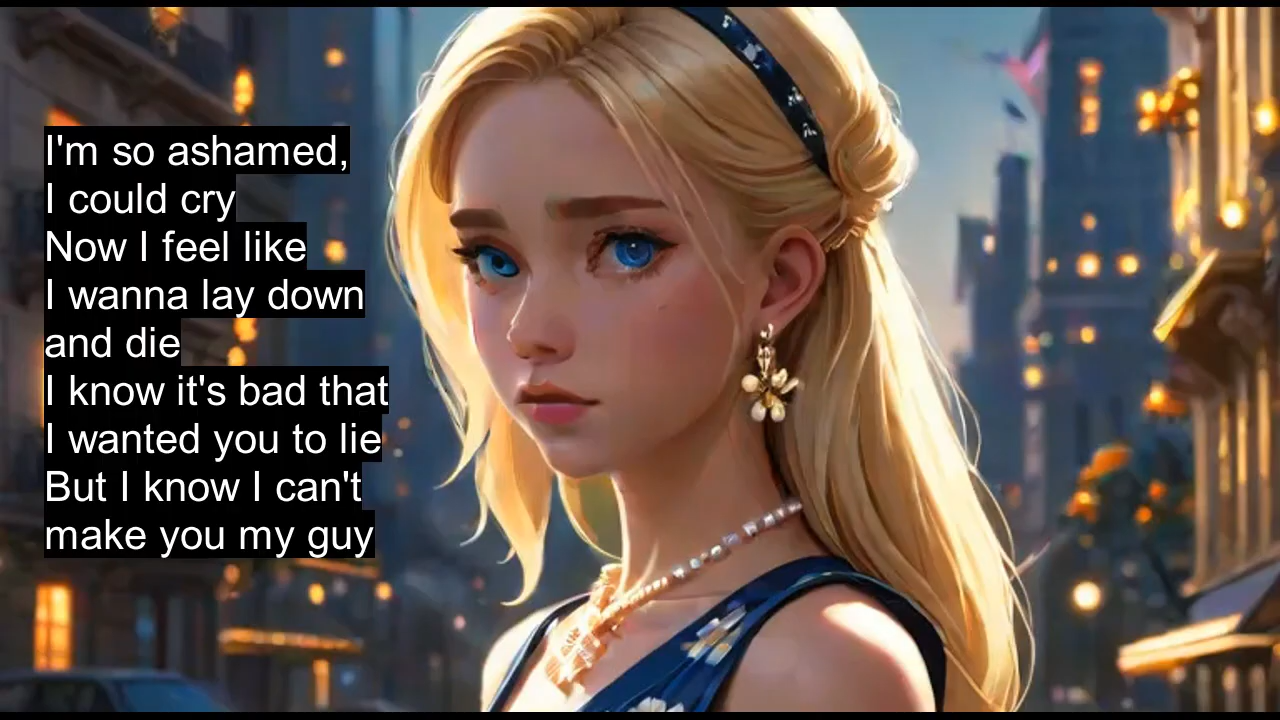 I'm so ashamed,
I could cry
Now I feel like
I wanna lay down
and die
I know it's bad that
I wanted you to lie
But I know I can't
make you my guy